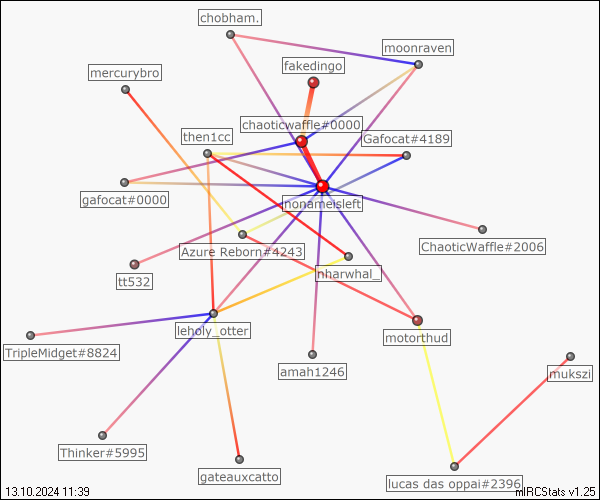 chobham.
moonraven
fakedingo
mercurybro
chaoticwaffle#0000
then1cc
Gafocat#4189
gafocat#0000
nonameisleft
ChaoticWaffle#2006
Azure Reborn#4243
nharwhal_
tt532
leholy_otter
motorthud
TripleMidget#8824
amah1246
mukszi
Thinker#5995
gateauxcatto
lucas das oppai#2396
13.10.2024 11:39
mIRCStats v1.25